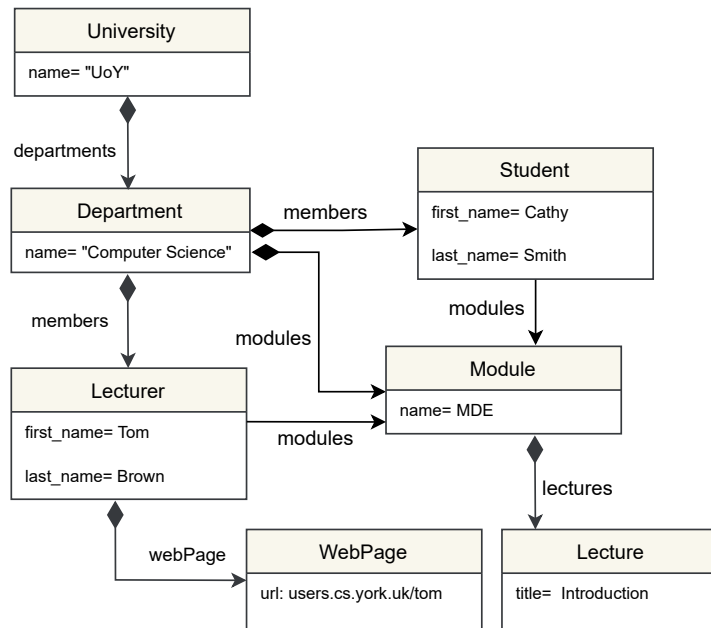 University
name= "UoY"
departments
Department
name= "Computer Science"
members
Student
first_name= Cathy
last_name= Smith
members
modules
modules
Lecturer
first_name= Tom
last_name= Brown
modules
Module
name= MDE
lectures
webPage
WebPage
url: users.cs.york.uk/tom
Lecture
title= Introduction